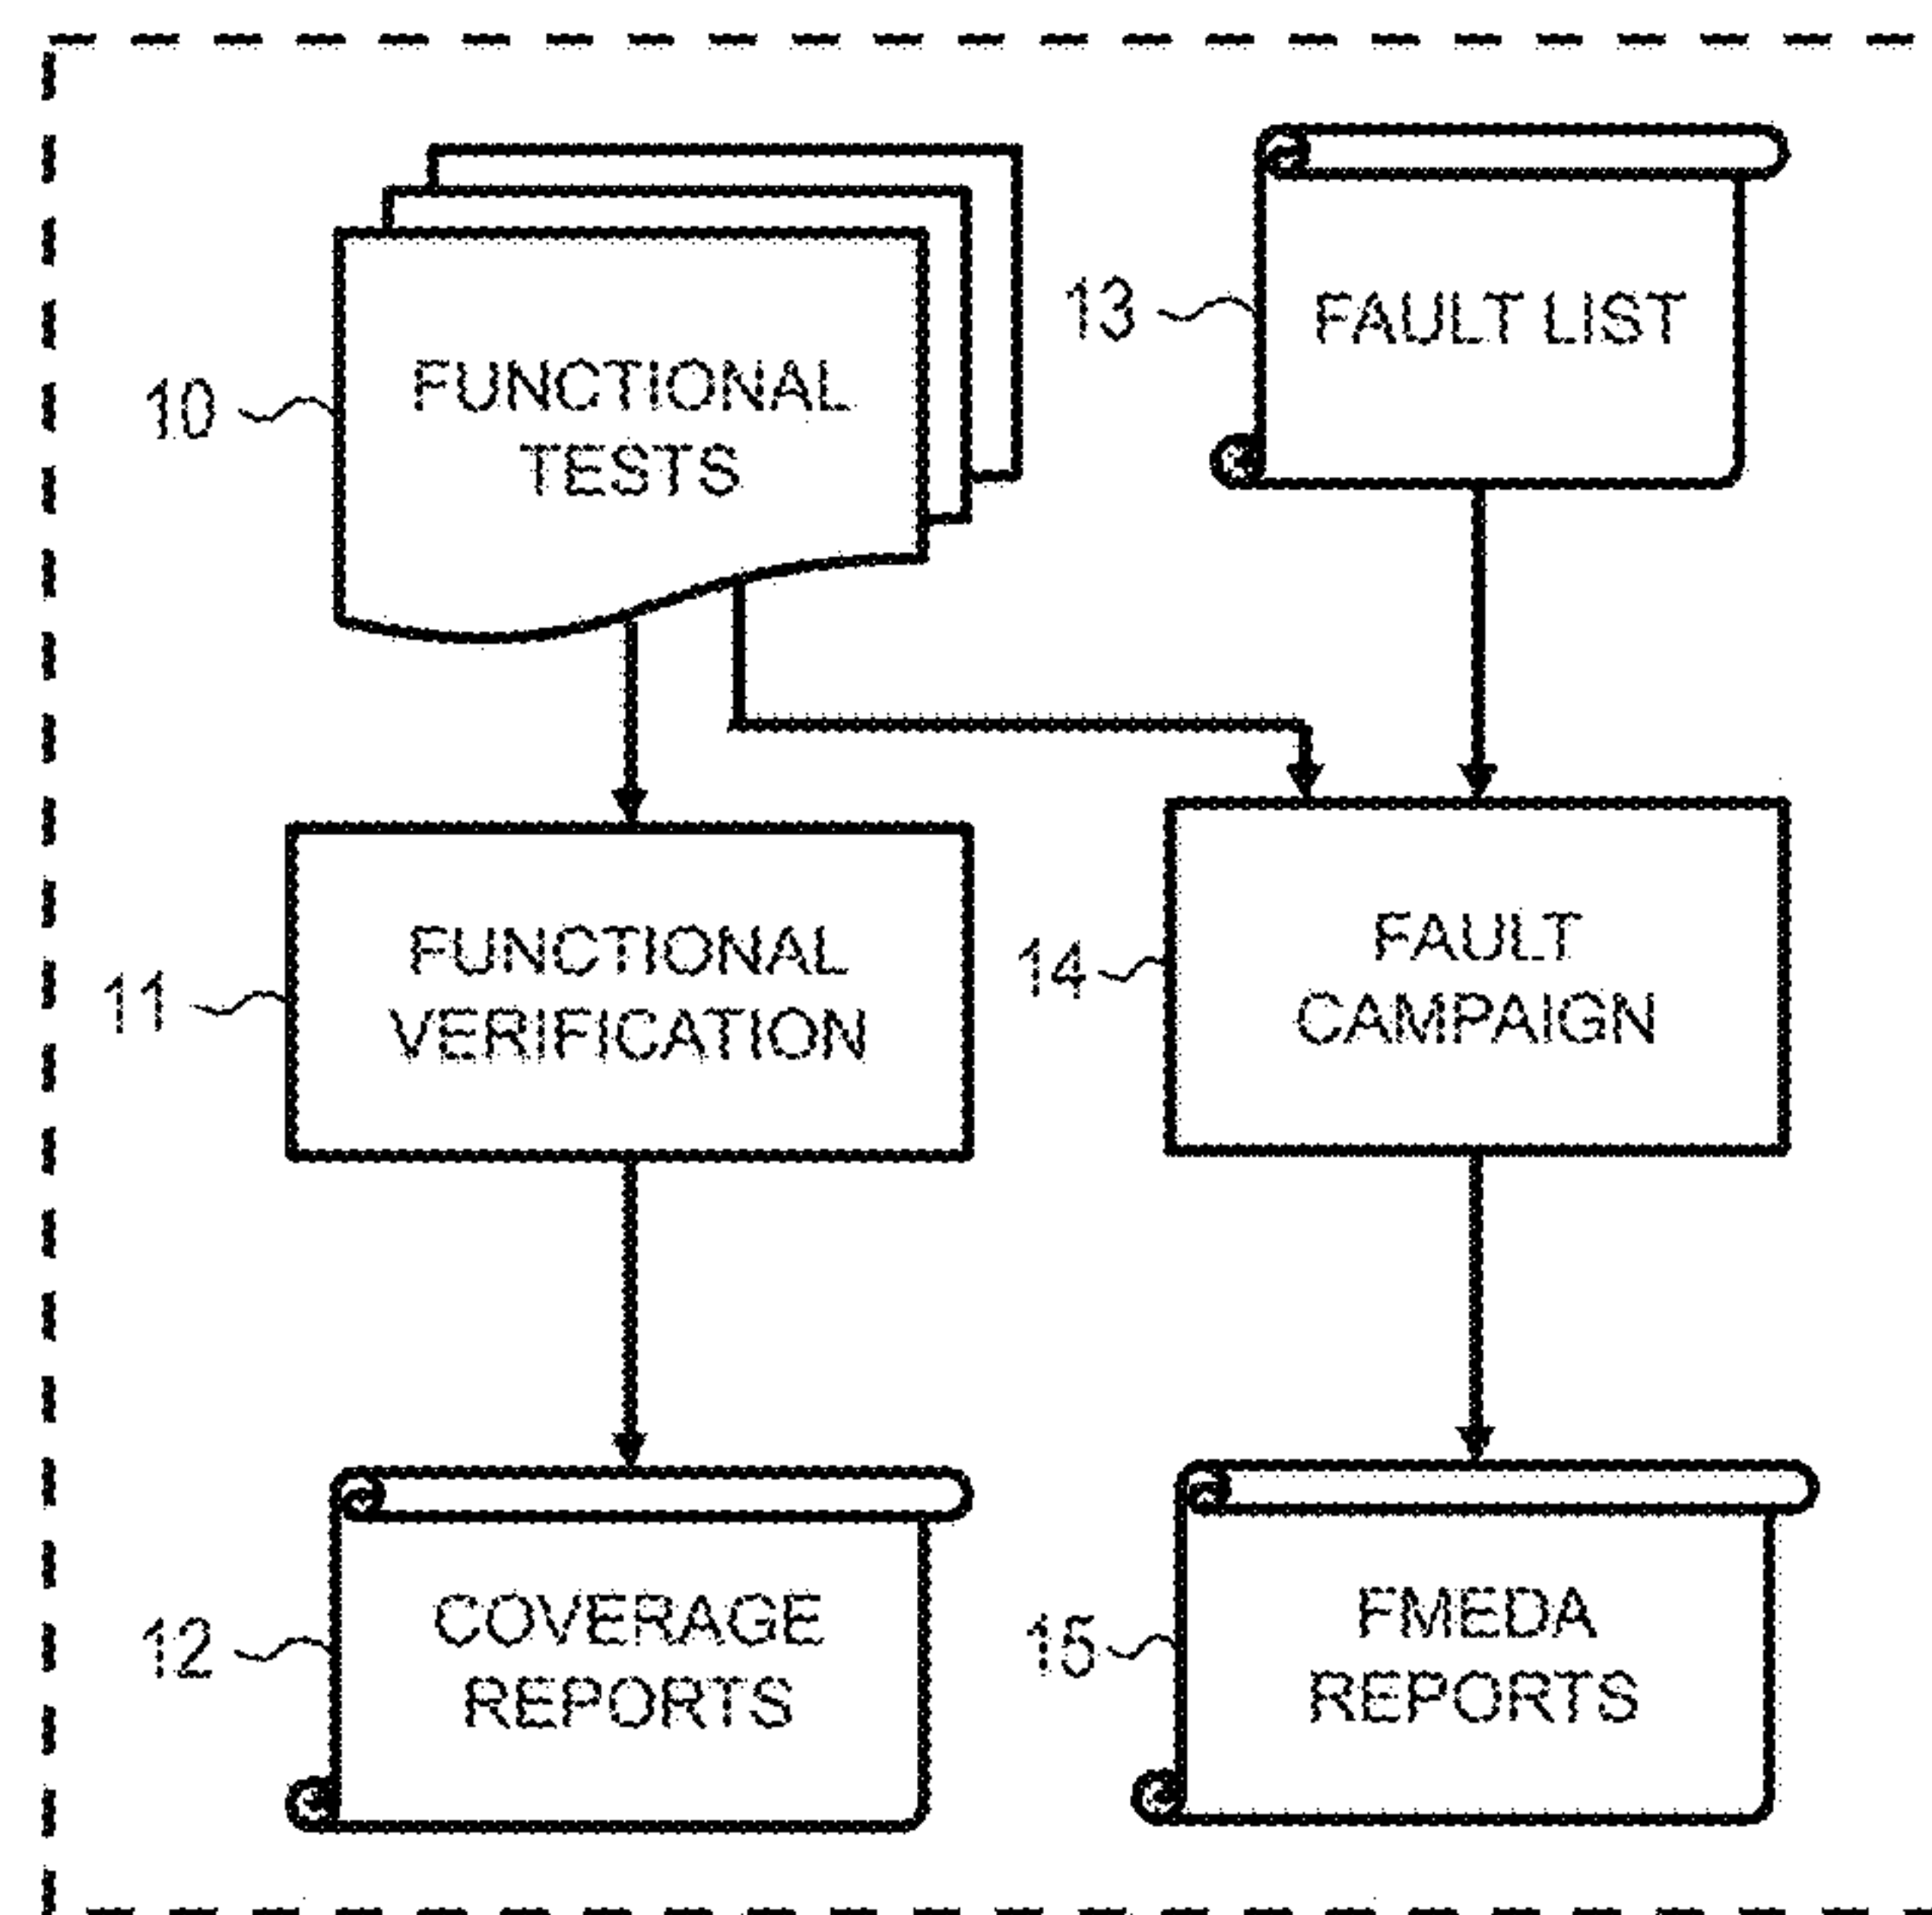 10
FUNCTIONAL
TESTS
13
FAULT LIST
11
FUNCTIONAL
VERIFICATION
14
FAULT
CAMPAIGN
12
COVERAGE
REPORTS
15
FMEDA
REPORTS